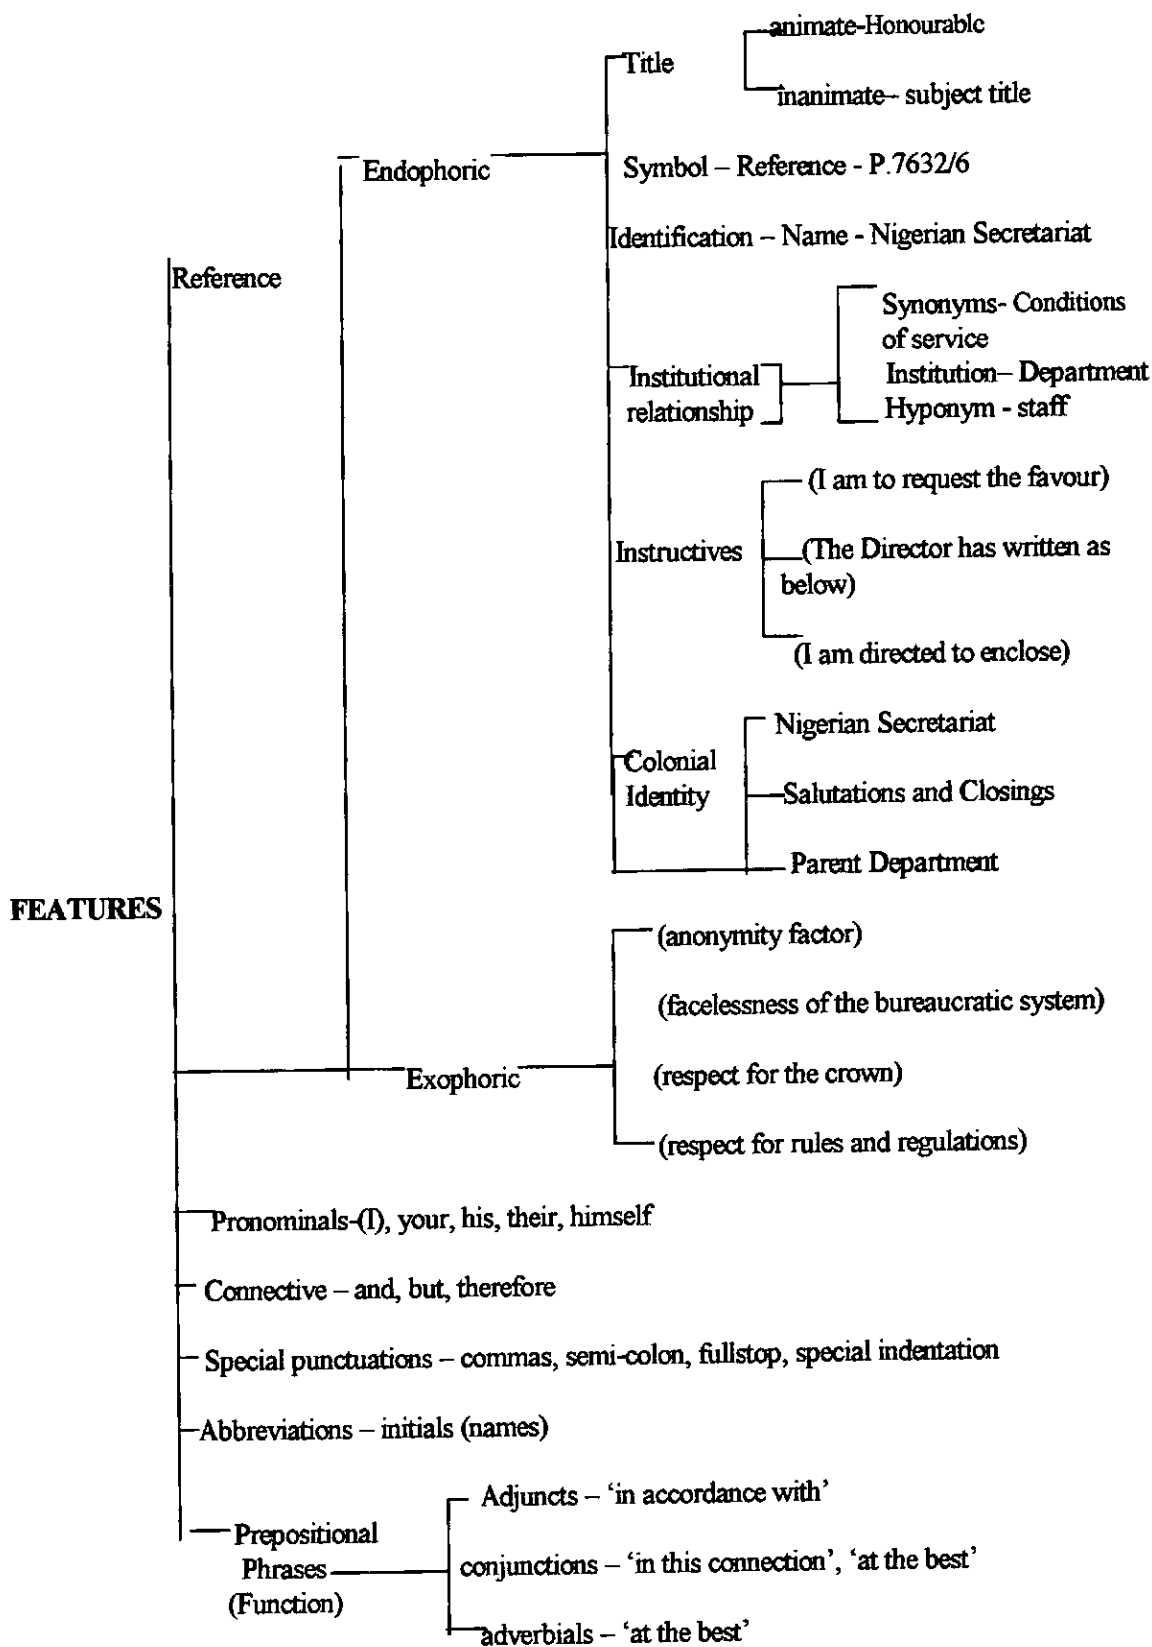 animate-Honourable
Title
inanimate– subject title
Endophoric
Symbol – Reference - P.7632/6
Identification – Name - Nigerian Secretariat
Reference
Synonyms- Conditions
of service
Institutional
relationship
Institution– Department
Hyponym - staff
(I am to request the favour)
Instructives
(The Director has written as
below)
(I am directed to enclose)
Nigerian Secretariat
Colonial
Identity
Salutations and Closings
Parent Department
FEATURES
(anonymity factor)
(facelessness of the bureaucratic system)
Exophoric
(respect for the crown)
(respect for rules and regulations)
Pronominals-(I), your, his, their, himself
Connective – and, but, therefore
Special punctuations – commas, semi-colon, fullstop, special indentation
Abbreviations – initials (names)
Adjuncts – ‘in accordance with’
Prepositional
Phrases
(Function)
conjunctions – ‘in this connection’, ‘at the best’
adverbials – ‘at the best’